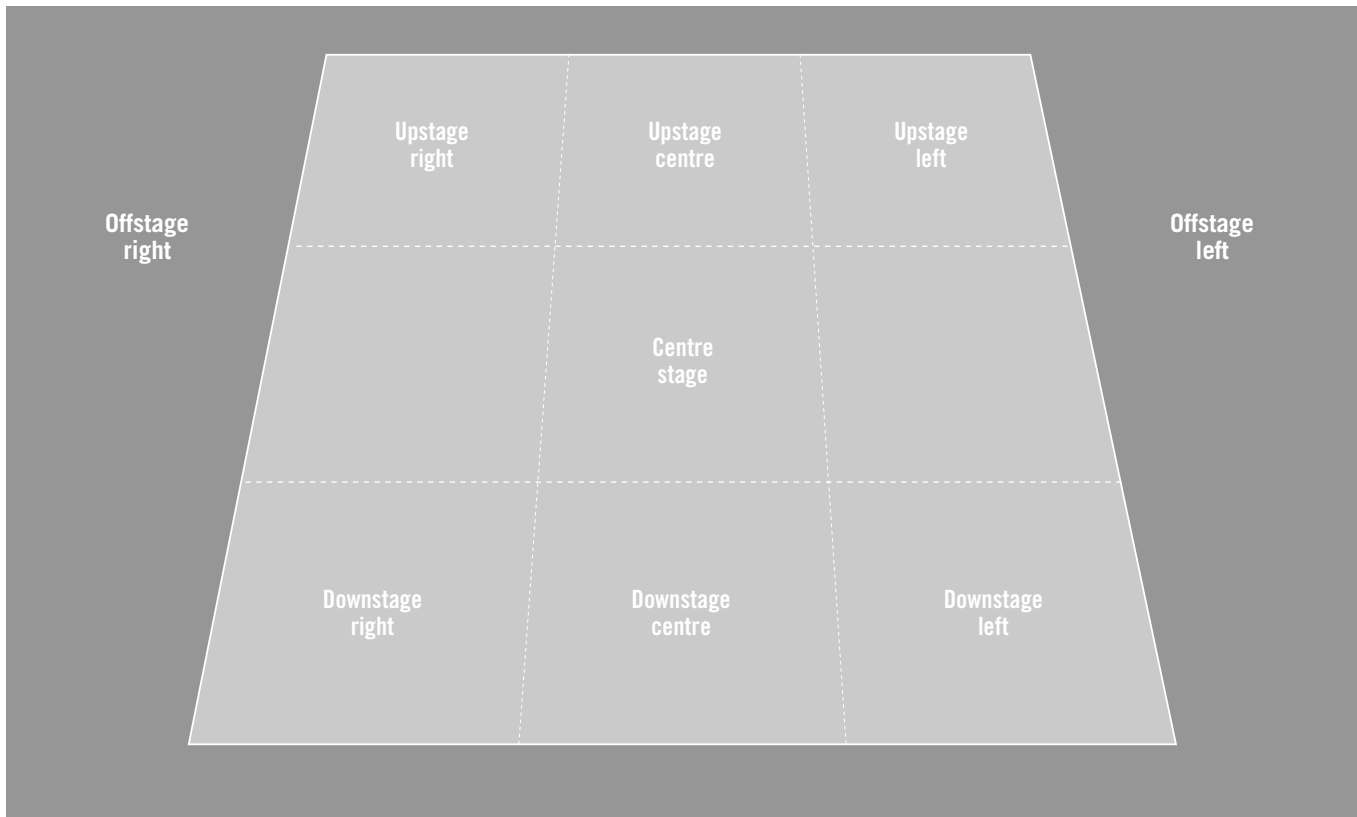 Upstage
right
Upstage
centre
Upstage
left
Offstage
right
Offstage
left
Centre
stage
Downstage
right
Downstage
centre
Downstage
left